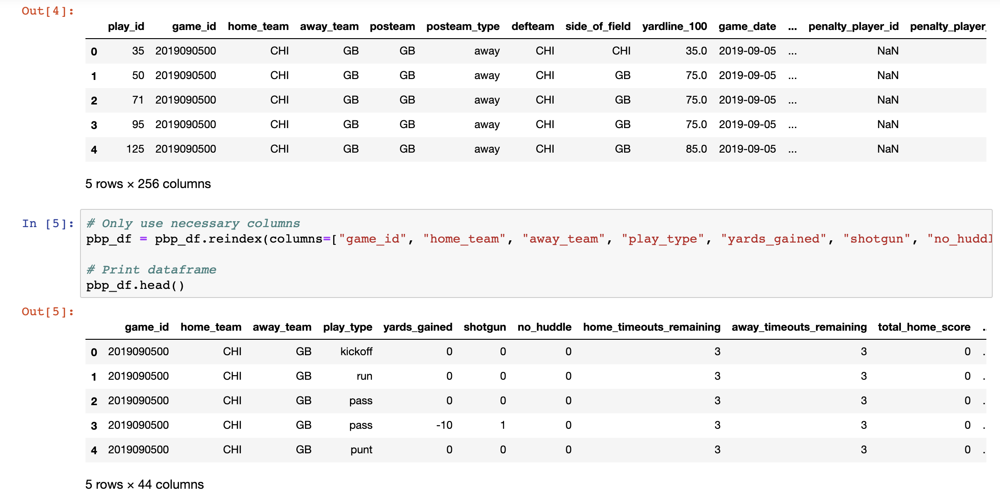 Out[4]:
play_id game_id home_team away_team posteam posteam_type defteam side_of_field yardline_100 game_date ... penalty_player_id penalty_player_
0 35 2019090500 CHI GB GB away CHI CHI 35.0 2019-09-05 ... NaN
1 50 2019090500 CHI GB GB away CHI GB 75.0 2019-09-05 ... NaN
2 71 2019090500 CHI GB GB away CHI GB 75.0 2019-09-05 ... NaN
3 95 2019090500 CHI GB GB away CHI GB 75.0 2019-09-05 ... NaN
4 125 2019090500 CHI GB GB away CHI GB 85.0 2019-09-05 ... NaN
5 rows × 256 columns
In [5]: # Only use necessary columns
pbp_df = pbp_df.reindex(columns=["game_id", "home_team", "away_team", "play_type", "yards_gained", "shotgun", "no_huddl
# Print dataframe
pbp_df.head()
Out[5]:
game_id home_team away_team play_type yards_gained shotgun no_huddle home_timeouts_remaining away_timeouts_remaining total_home_score .
0 2019090500 CHI GB kickoff 0 0 0 3 3 0 .
1 2019090500 CHI GB run 0 0 0 3 3 0 .
2 2019090500 CHI GB pass 0 0 0 3 3 0 .
3 2019090500 CHI GB pass -10 1 0 3 3 0 .
4 2019090500 CHI GB punt 0 0 0 3 3 0 .
5 rows × 44 columns